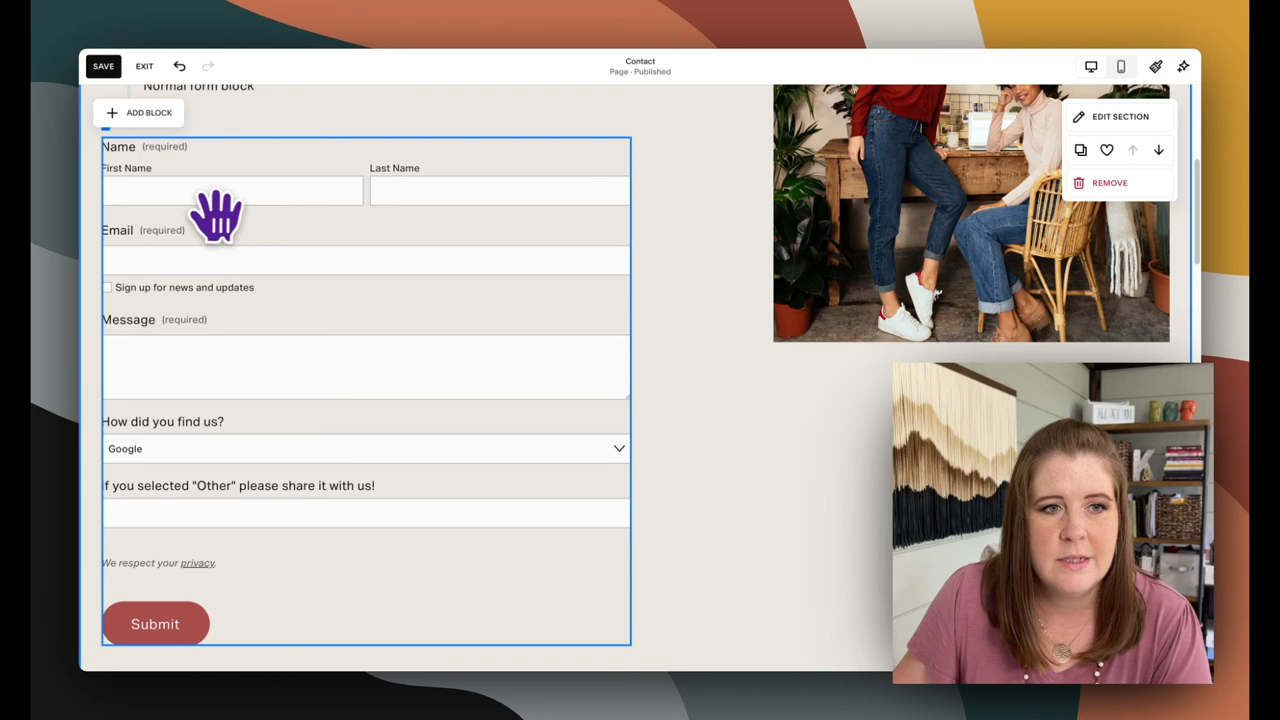 SAVE
EXIT
Contact
Page · Published
Normal form block
ADD BLOCK
EDIT SECTION
REMOVE
Name (required)
First Name
Last Name
Email (required)
Sign up for news and updates
Message (required)
How did you find us?
Google
If you selected "Other" please share it with us!
We respect your privacy.
Submit